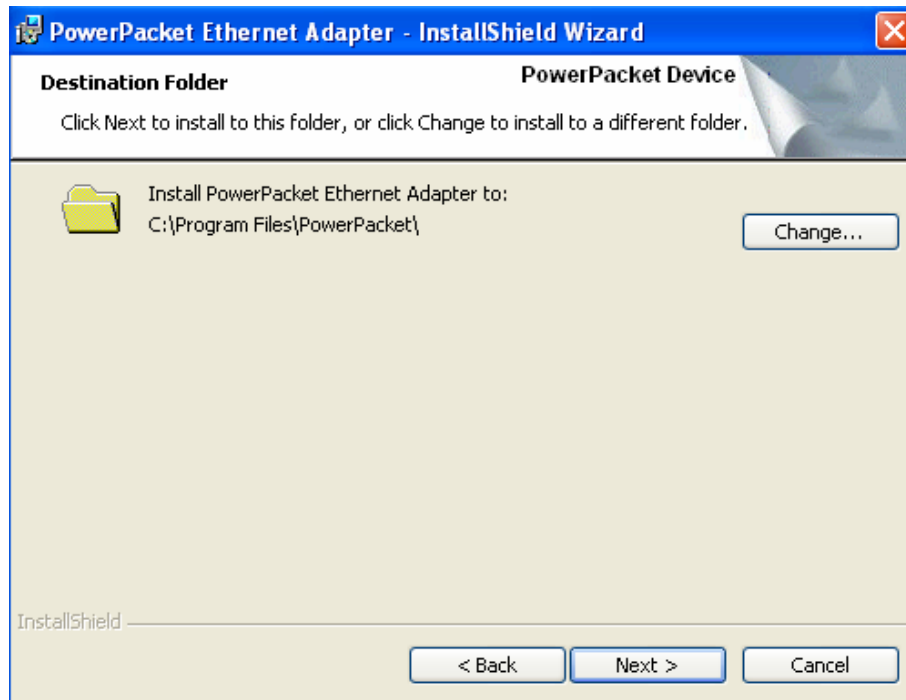 PowerPacket Ethernet Adapter - InstallShield Wizard
Destination Folder
PowerPacket Device
Click Next to install to this folder, or click Change to install to a different folder.
Install PowerPacket Ethernet Adapter to:
C:\Program Files\PowerPacket\
Change...
InstallShield
< Back
Next >
Cancel